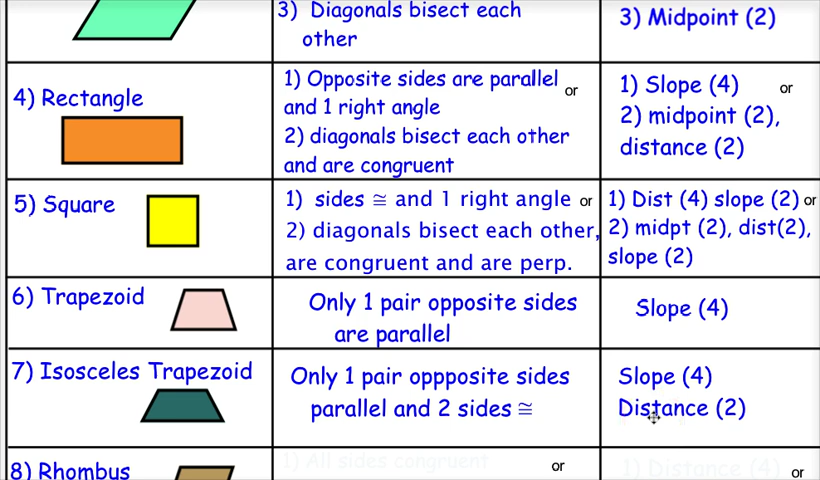 3) Diagonals bisect each
other
3) Midpoint (2)
4) Rectangle
1) Opposite sides are parallel or
and 1 right angle
2) diagonals bisect each other
and are congruent
1) Slope (4) or
2) midpoint (2),
distance (2)
5) Square
1) sides ≅ and 1 right angle or
2) diagonals bisect each other,
are congruent and are perp.
1) Dist (4) slope (2) or
2) midpt (2), dist(2),
slope (2)
6) Trapezoid
Only 1 pair opposite sides
are parallel
Slope (4)
7) Isosceles Trapezoid
Only 1 pair oppposite sides
parallel and 2 sides ≅
Slope (4)
Distance (2)
8) Rhombus
1) All sides congruent or
1) Distance (4) or